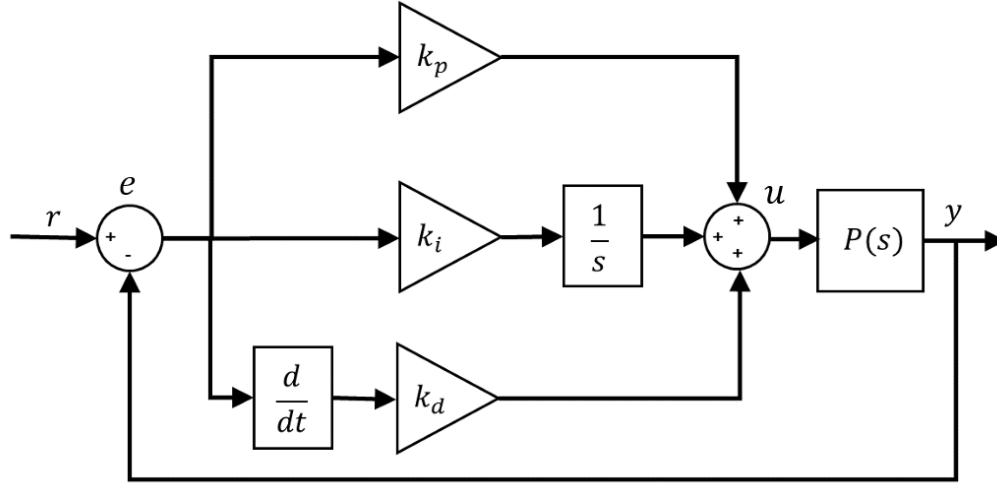 k_p
e
r
+
-
k_i
1
s
+
+
+
u
P(s)
y
d
dt
k_d